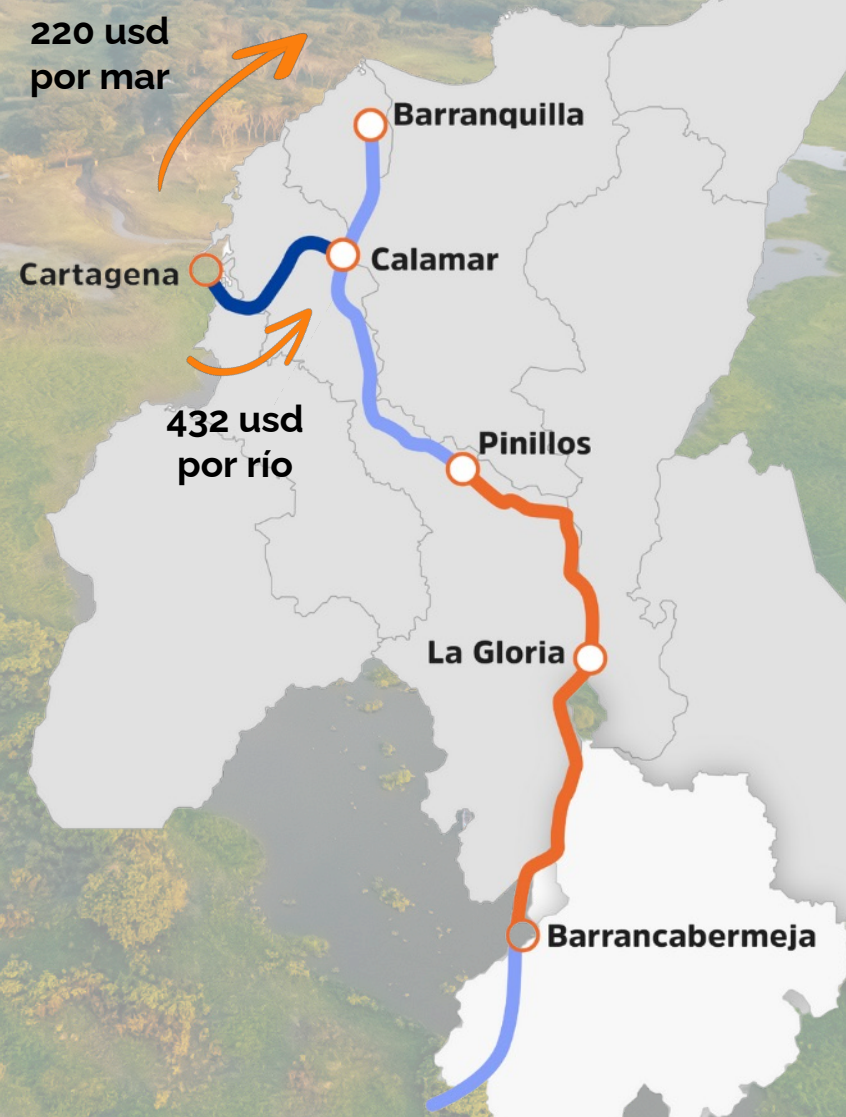 220 usd
por mar
Barranquilla
Calamar
Cartagena
432 usd
por río
Pinillos
La Gloria
Barrancabermeja